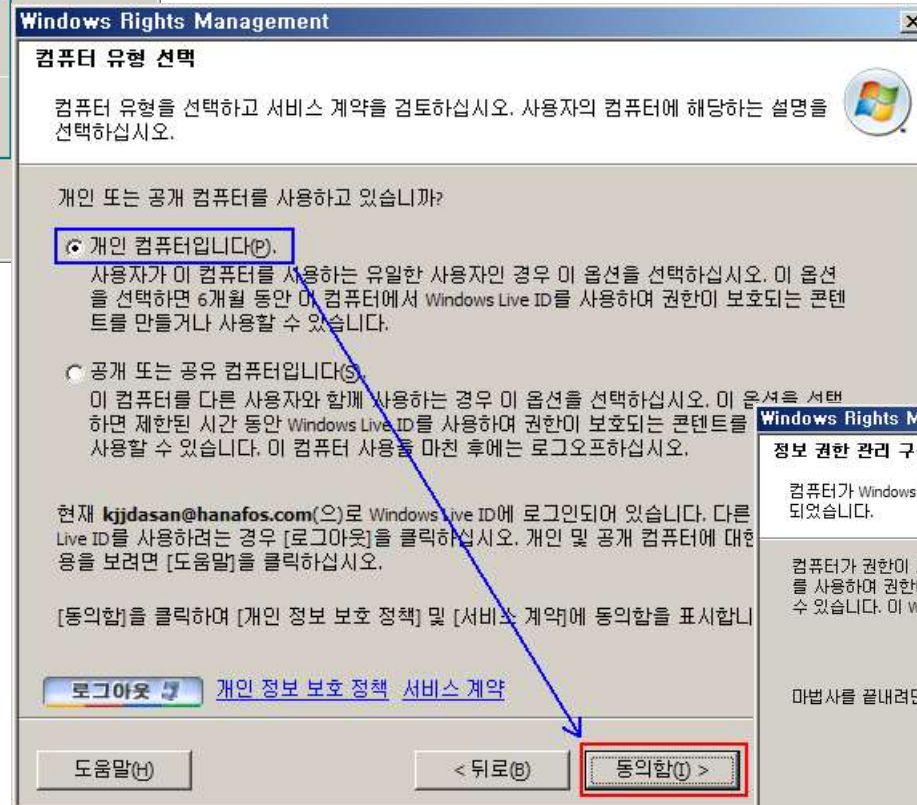 Windows Rights Management
컴퓨터 유형 선택
컴퓨터 유형을 선택하고 서비스 계약을 검토하십시오. 사용자의 컴퓨터에 해당하는 설명을
선택하십시오.
개인 또는 공개 컴퓨터를 사용하고 있습니까?
개인 컴퓨터입니다(P).
사용자가 이 컴퓨터를 사용하는 유일한 사용자인 경우 이 옵션을 선택하십시오. 이 옵션
을 선택하면 6개월 동안 이 컴퓨터에서 Windows Live ID를 사용하여 권한이 보호되는 콘텐
트를 만들거나 사용할 수 있습니다.
공개 또는 공유 컴퓨터입니다(S).
이 컴퓨터를 다른 사용자와 함께 사용하는 경우 이 옵션을 선택하십시오. 이 옵션을 선택
하면 제한된 시간 동안 Windows Live ID를 사용하여 권한이 보호되는 콘텐트를
사용할 수 있습니다. 이 컴퓨터 사용을 마친 후에는 로그오프하십시오.
현재 kjjdasan@hanafos.com(으)로 Windows Live ID에 로그인되어 있습니다. 다른
Live ID를 사용하려는 경우 [로그아웃]을 클릭하십시오. 개인 및 공개 컴퓨터에 대한
용을 보려면 [도움말]을 클릭하십시오.
[동의함]을 클릭하여 [개인 정보 보호 정책] 및 [서비스 계약]에 동의함을 표시합니
로그아웃 개인 정보 보호 정책 서비스 계약
도움말(H) < 뒤로(B) 동의함(I) >
Windows Rights M
정보 권한 관리 구
컴퓨터가 Windows
되었습니다.
컴퓨터가 권한이
를 사용하여 권한
수 있습니다. 이 W
마법사를 끝내려면